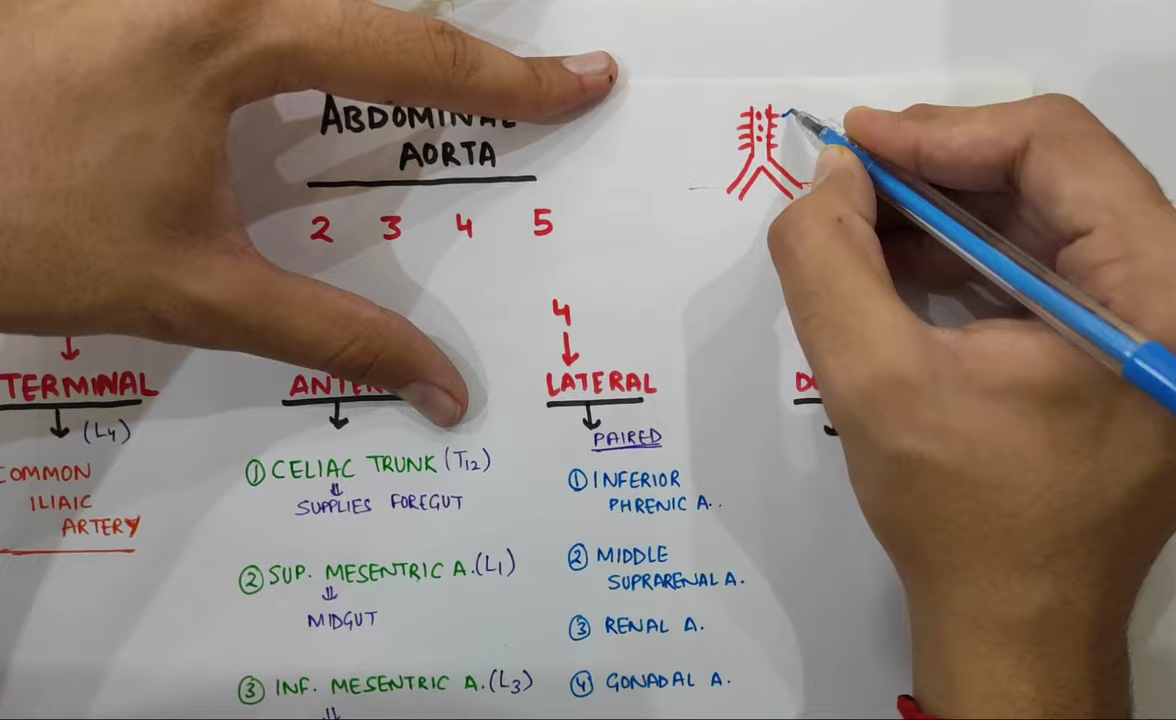 ABDOMINAL
AORTA
2 3 4 5
4
TERMINAL
(L4)
COMMON
ILIAIC
ARTERY
① CELIAC TRUNK (T12)
SUPPLIES FOREGUT
② SUP. MESENTRIC A. (L1)
MIDGUT
③ INF. MESENTRIC A. (L3)
LATERAL
PAIRED
① INFERIOR
PHRENIC A.
② MIDDLE
SUPRARENAL A.
③ RENAL A.
④ GONADAL A.